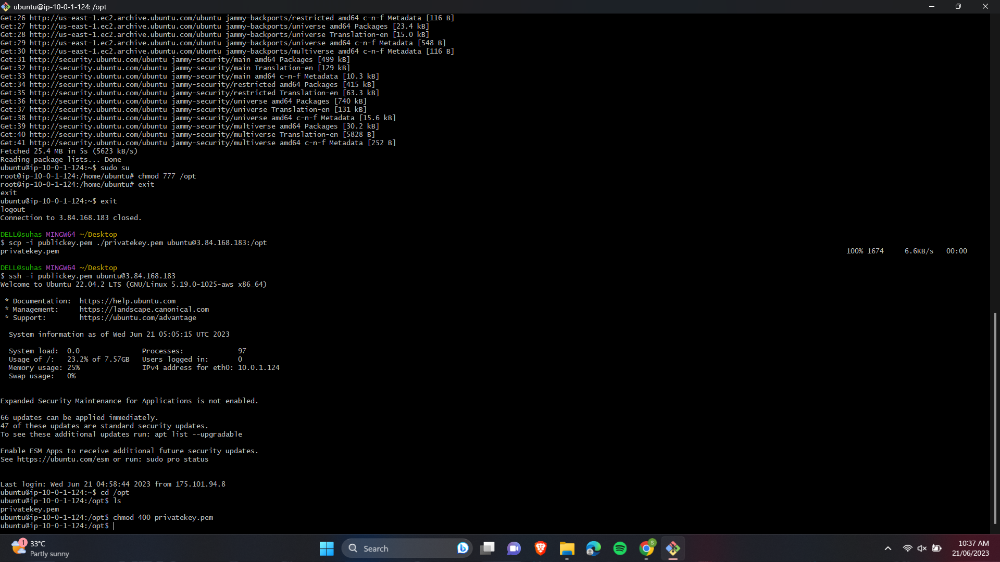 ubuntu@ip-10-0-1-124: /opt
Get:26 http://us-east-1.ec2.archive.ubuntu.com/ubuntu jammy-backports/restricted amd64 c-n-f Metadata [116 B]
Get:27 http://us-east-1.ec2.archive.ubuntu.com/ubuntu jammy-backports/universe amd64 Packages [23.4 kB]
Get:28 http://us-east-1.ec2.archive.ubuntu.com/ubuntu jammy-backports/universe Translation-en [15.0 kB]
Get:29 http://us-east-1.ec2.archive.ubuntu.com/ubuntu jammy-backports/universe amd64 c-n-f Metadata [548 B]
Get:30 http://us-east-1.ec2.archive.ubuntu.com/ubuntu jammy-backports/multiverse amd64 c-n-f Metadata [116 B]
Get:31 http://security.ubuntu.com/ubuntu jammy-security/main amd64 Packages [499 kB]
Get:32 http://security.ubuntu.com/ubuntu jammy-security/main Translation-en [129 kB]
Get:33 http://security.ubuntu.com/ubuntu jammy-security/main amd64 c-n-f Metadata [10.3 kB]
Get:34 http://security.ubuntu.com/ubuntu jammy-security/restricted amd64 Packages [415 kB]
Get:35 http://security.ubuntu.com/ubuntu jammy-security/restricted Translation-en [63.3 kB]
Get:36 http://security.ubuntu.com/ubuntu jammy-security/universe amd64 Packages [740 kB]
Get:37 http://security.ubuntu.com/ubuntu jammy-security/universe Translation-en [131 kB]
Get:38 http://security.ubuntu.com/ubuntu jammy-security/universe amd64 c-n-f Metadata [15.6 kB]
Get:39 http://security.ubuntu.com/ubuntu jammy-security/multiverse amd64 Packages [30.2 kB]
Get:40 http://security.ubuntu.com/ubuntu jammy-security/multiverse Translation-en [5828 B]
Get:41 http://security.ubuntu.com/ubuntu jammy-security/multiverse amd64 c-n-f Metadata [252 B]
Fetched 25.4 MB in 5s (5623 kB/s)
Reading package lists... Done
ubuntu@ip-10-0-1-124:~$ sudo su
root@ip-10-0-1-124:/home/ubuntu# chmod 777 /opt
root@ip-10-0-1-124:/home/ubuntu# exit
exit
ubuntu@ip-10-0-1-124:~$ exit
logout
Connection to 3.84.168.183 closed.
DELL@suhas MINGW64 ~/Desktop
$ scp -i publickey.pem ./privatekey.pem ubuntu@3.84.168.183:/opt
privatekey.pem 100% 1674 6.6KB/s 00:00
DELL@suhas MINGW64 ~/Desktop
$ ssh -i publickey.pem ubuntu@3.84.168.183
Welcome to Ubuntu 22.04.2 LTS (GNU/Linux 5.19.0-1025-aws x86_64)
* Documentation: https://help.ubuntu.com
* Management: https://landscape.canonical.com
* Support: https://ubuntu.com/advantage
System information as of Wed Jun 21 05:05:15 UTC 2023
System load: 0.0 Processes: 97
Usage of /: 23.2% of 7.57GB Users logged in: 0
Memory usage: 25% IPv4 address for eth0: 10.0.1.124
Swap usage: 0%
Expanded Security Maintenance for Applications is not enabled.
66 updates can be applied immediately.
47 of these updates are standard security updates.
To see these additional updates run: apt list --upgradable
Enable ESM Apps to receive additional future security updates.
See https://ubuntu.com/esm or run: sudo pro status
Last login: Wed Jun 21 04:58:44 2023 from 175.101.94.8
ubuntu@ip-10-0-1-124:~$ cd /opt
ubuntu@ip-10-0-1-124:/opt$ ls
privatekey.pem
ubuntu@ip-10-0-1-124:/opt$ chmod 400 privatekey.pem
ubuntu@ip-10-0-1-124:/opt$
1
33°C
Partly sunny
Search
S
10:37 AM
21/06/2023